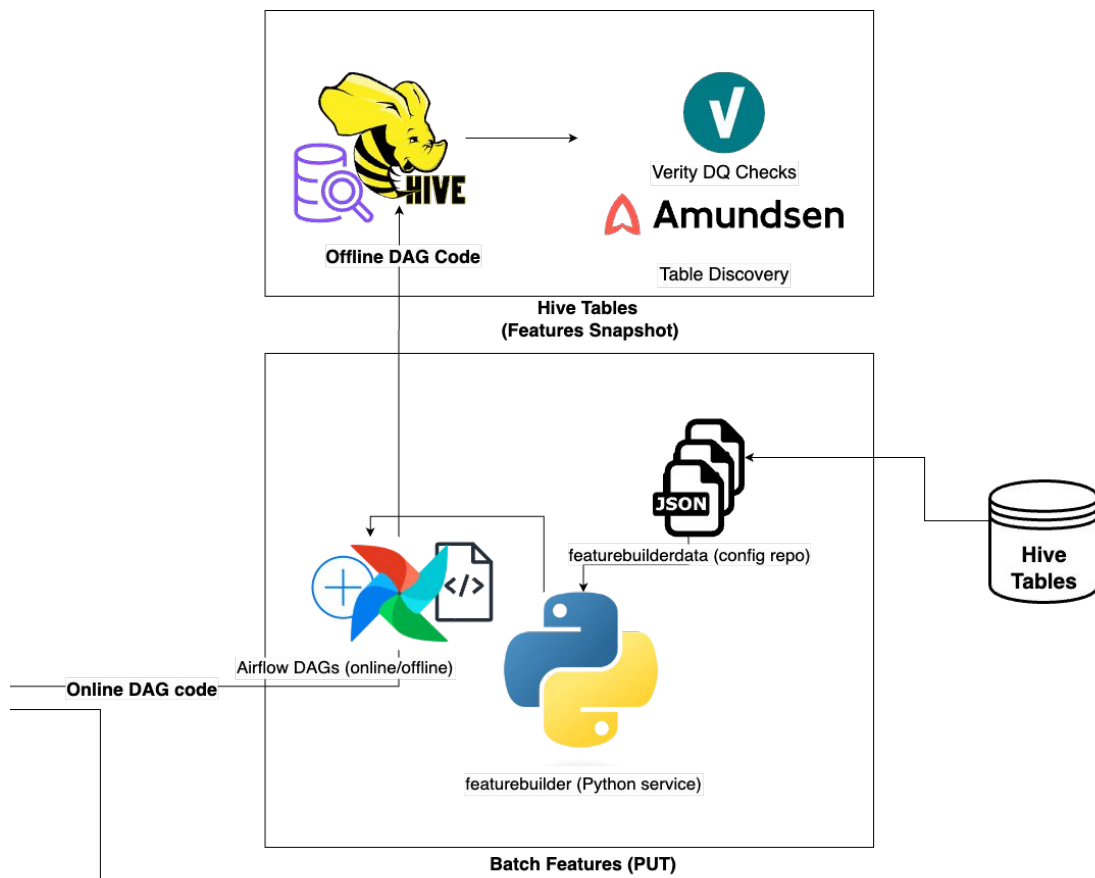 HIVE
Verity DQ Checks
Amundsen
Offline DAG Code
Table Discovery
Hive Tables
(Features Snapshot)
JSON
featurebuilderdata (config repo)
Hive
Tables
</>
Airflow DAGs (online/offline)
Online DAG code
featurebuilder (Python service)
Batch Features (PUT)